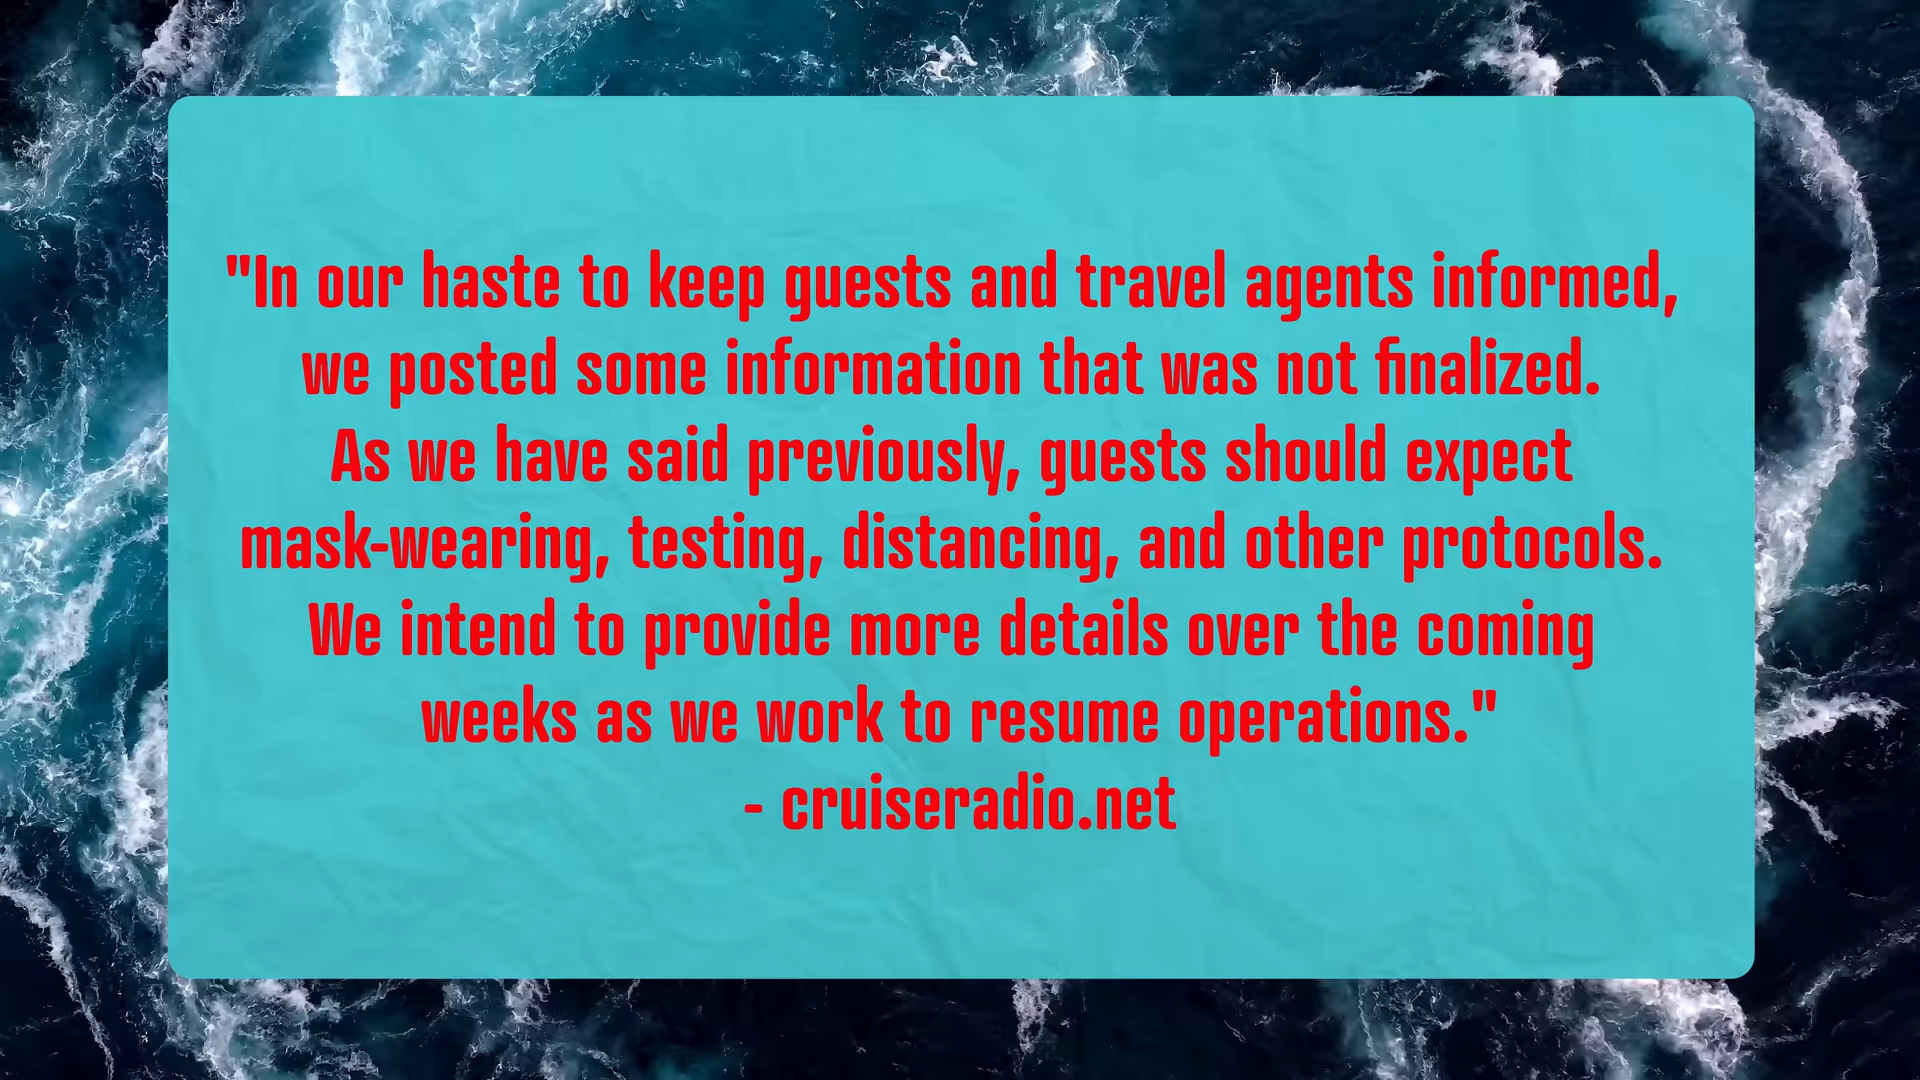 "In our haste to keep guests and travel agents informed,
we posted some information that was not finalized.
As we have said previously, guests should expect
mask-wearing, testing, distancing, and other protocols.
We intend to provide more details over the coming
weeks as we work to resume operations."
- cruiseradio.net